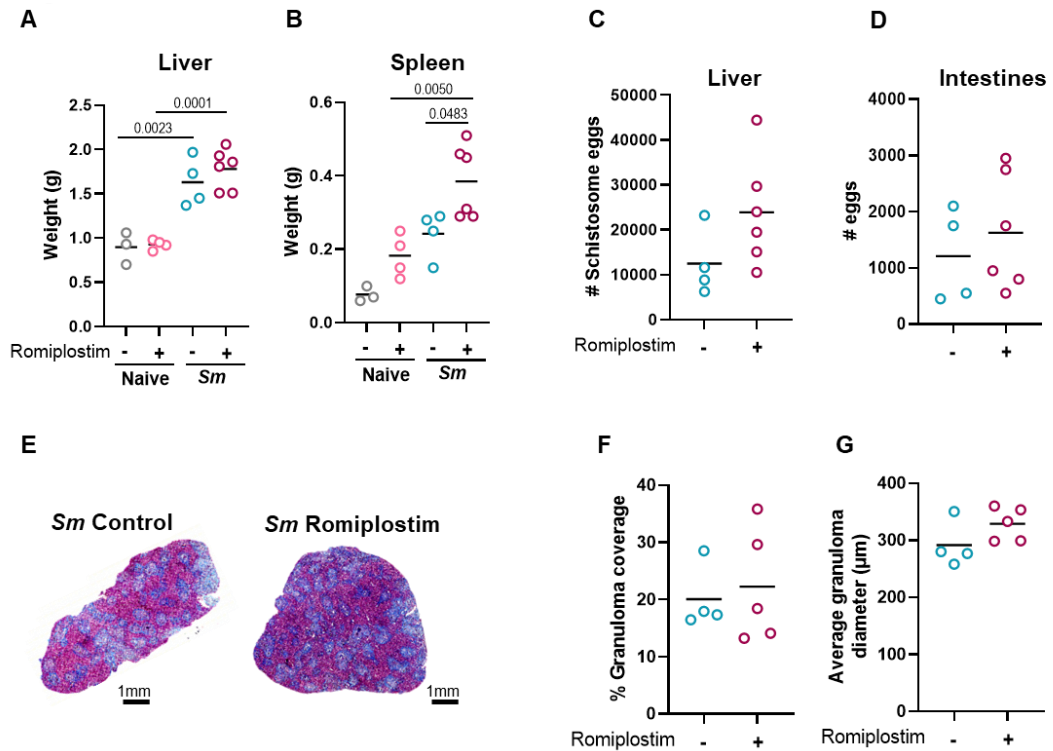 A
Liver
0.0001
0.0023
2.5
2.0
1.5
1.0
0.5
0.0
Weight (g)
Romiplostim - + - +
Naive Sm
B
Spleen
0.0050
0.0483
0.6
0.4
0.2
0.0
Weight (g)
- + - +
Naive Sm
C
Liver
50000
40000
30000
20000
10000
0
# Schistosome eggs
Romiplostim - +
D
Intestines
4000
3000
2000
1000
0
# eggs
Romiplostim - +
E
Sm Control
1mm
Sm Romiplostim
1mm
F
40
30
20
10
0
% Granuloma coverage
Romiplostim - +
G
400
300
200
100
0
Average granuloma
diameter (µm)
Romiplostim - +